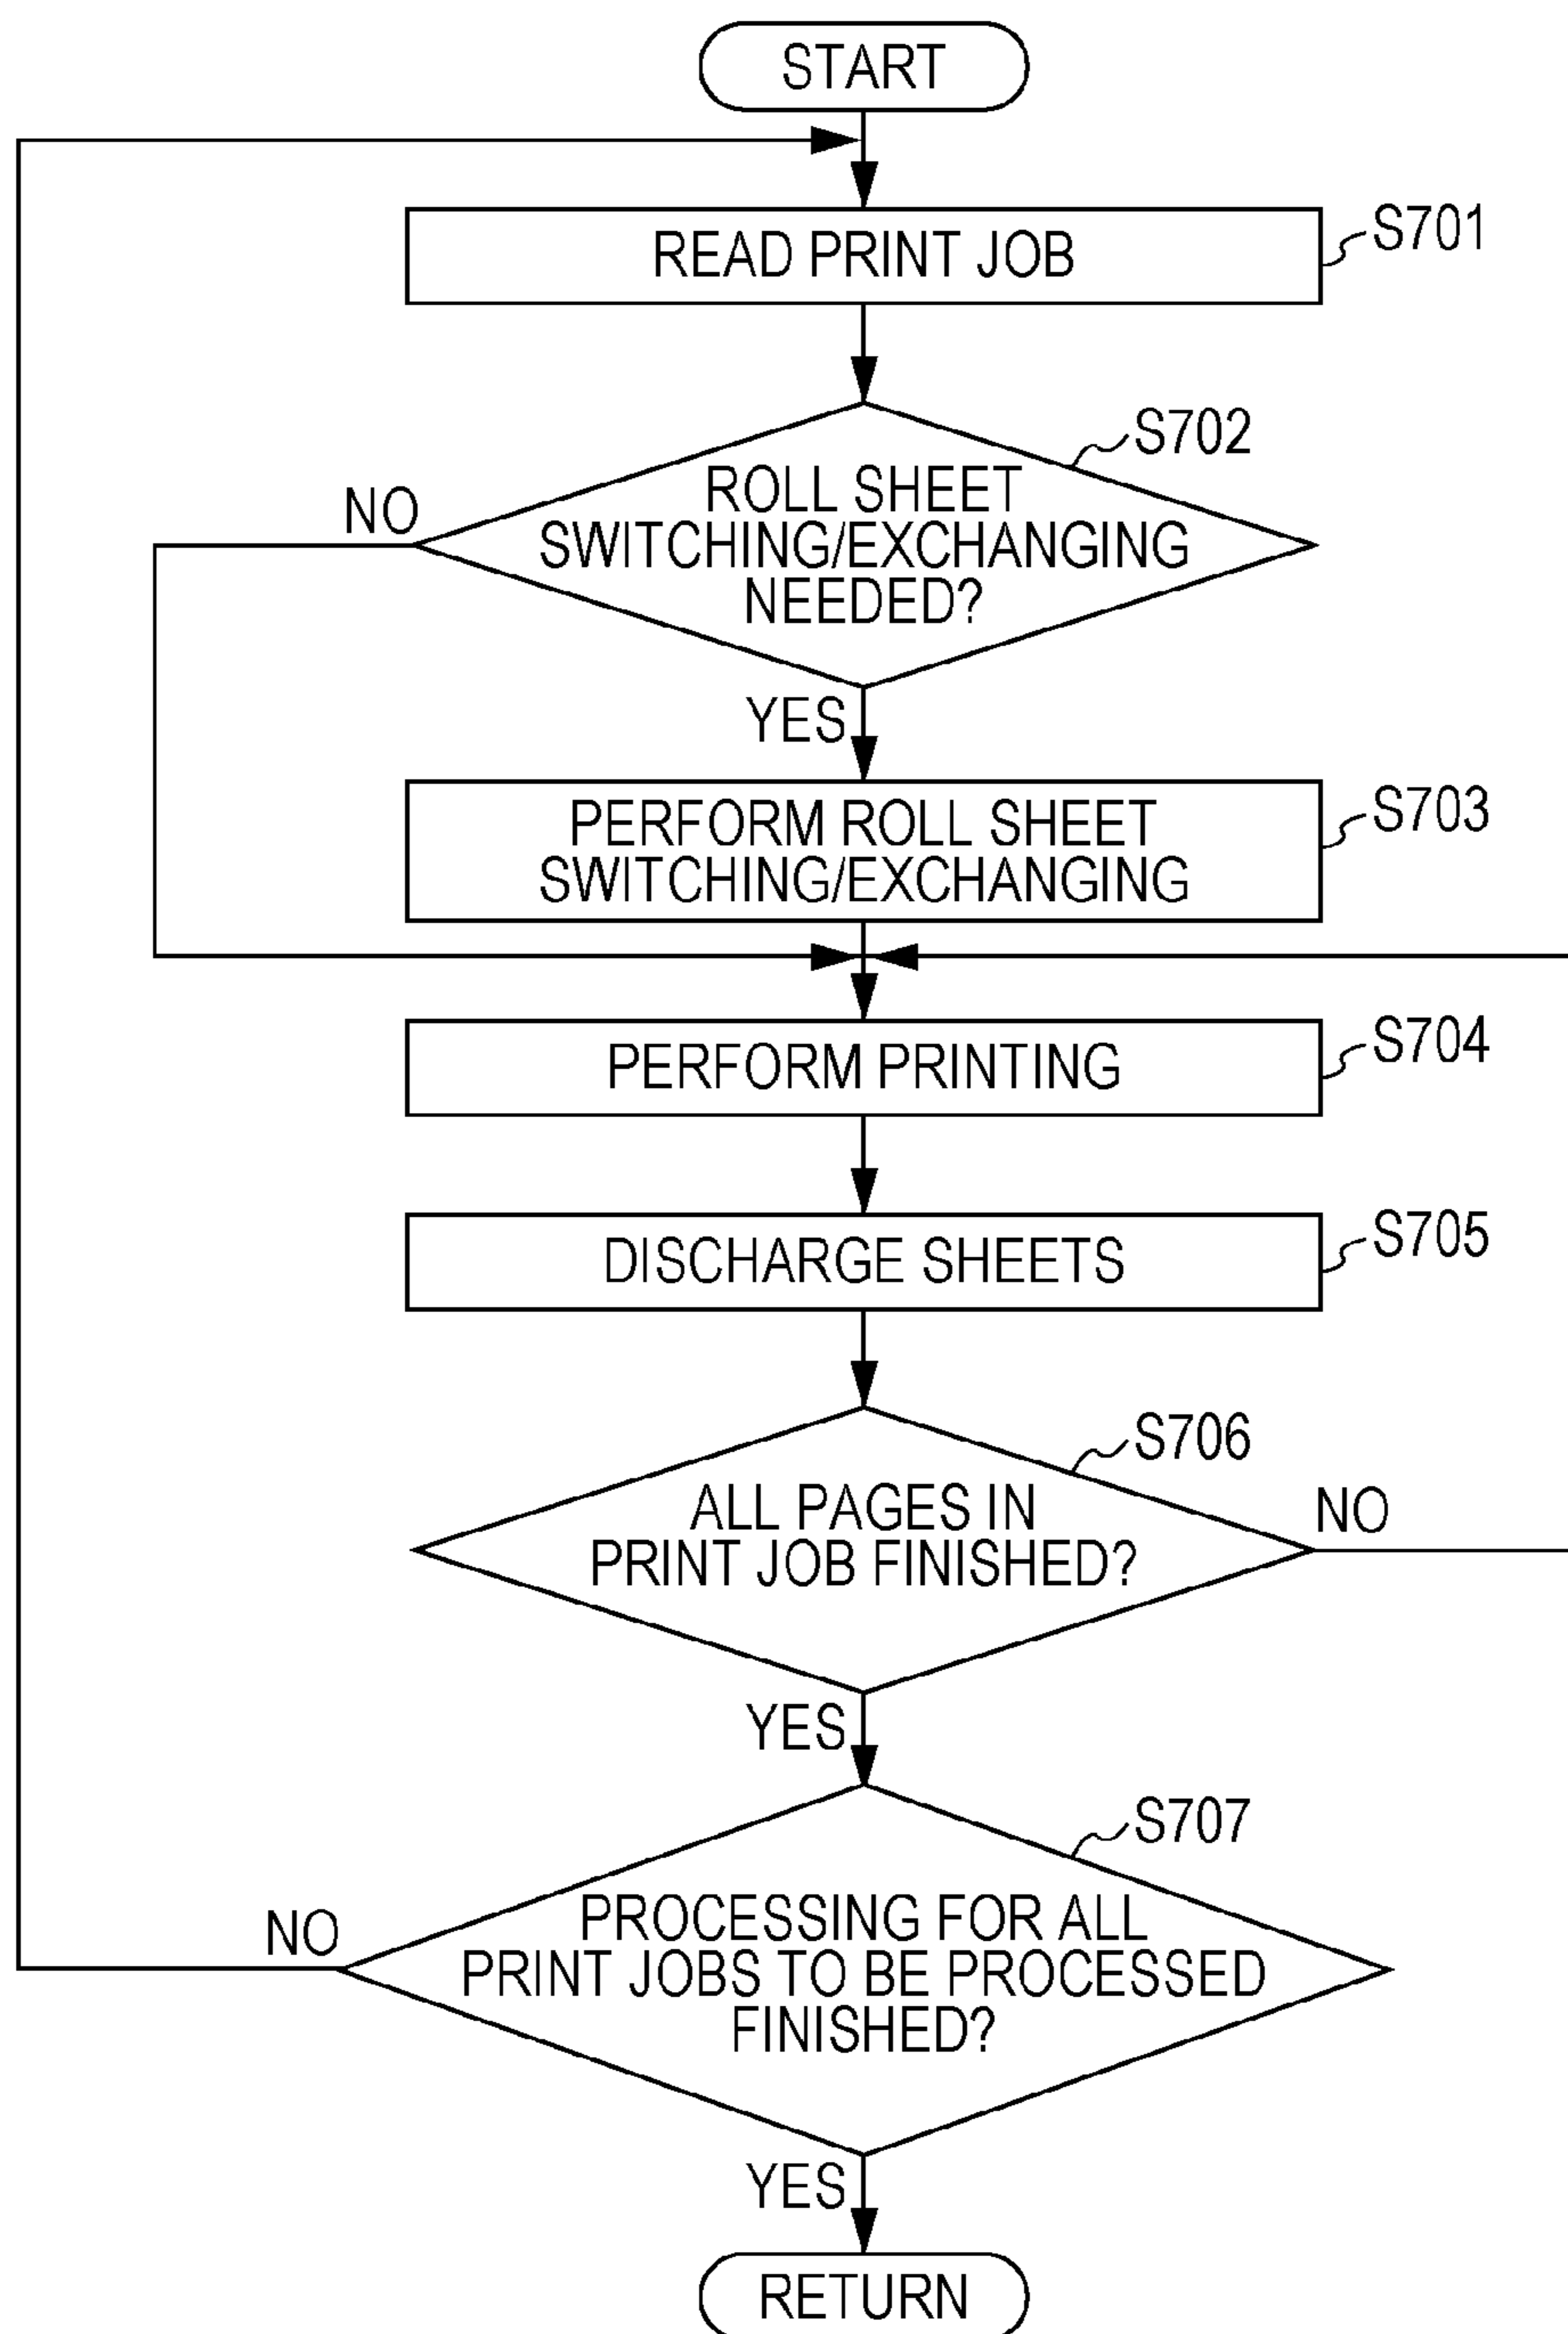 START
READ PRINT JOB
S701
S702
ROLL SHEET
SWITCHING/EXCHANGING
NEEDED?
NO
YES
PERFORM ROLL SHEET
SWITCHING/EXCHANGING
S703
PERFORM PRINTING
S704
DISCHARGE SHEETS
S705
S706
ALL PAGES IN
PRINT JOB FINISHED?
NO
YES
S707
PROCESSING FOR ALL
PRINT JOBS TO BE PROCESSED
FINISHED?
NO
YES
RETURN